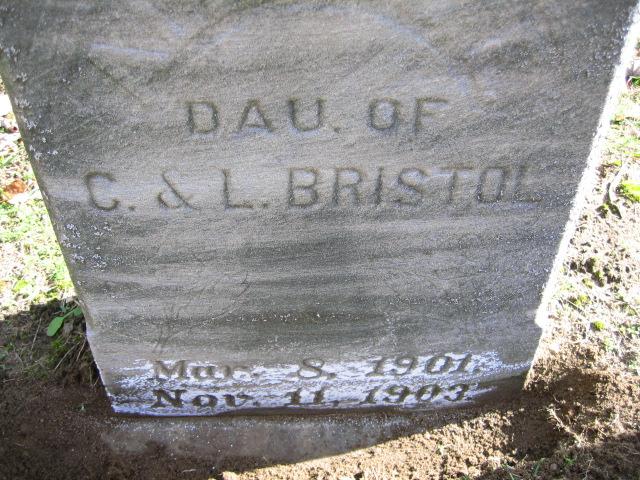 DAU. OF
C. & L. BRISTOL
Mar. 8. 1901.
Nov. 11, 1903.